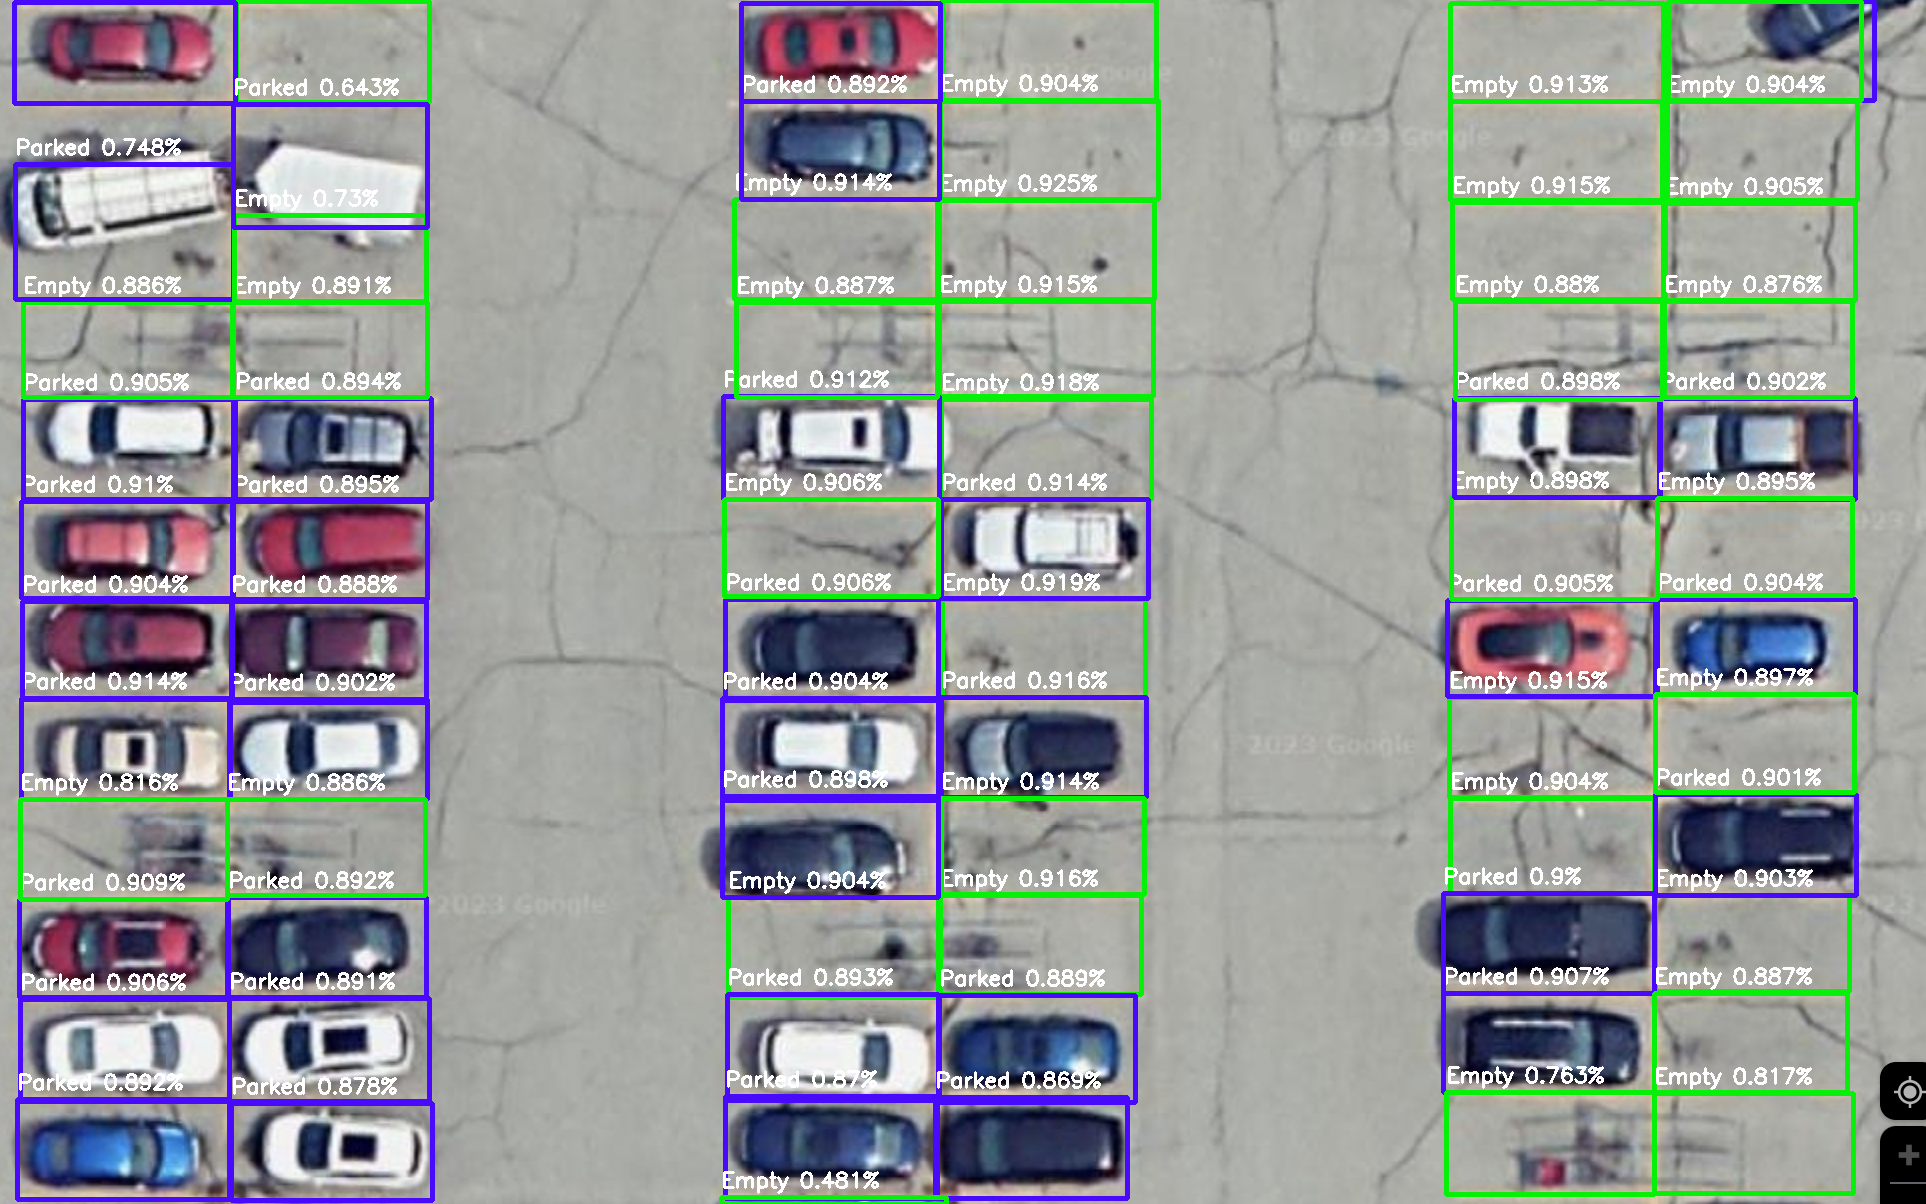 Parked 0.643%
Parked 0.892%
Empty 0.904%
Empty 0.913%
Empty 0.904%
Parked 0.748%
Empty 0.73%
Empty 0.914%
Empty 0.925%
© 2023 Google
Empty 0.915%
Empty 0.905%
Empty 0.886%
Empty 0.891%
Empty 0.887%
Empty 0.915%
Empty 0.88%
Empty 0.876%
Parked 0.905%
Parked 0.894%
Parked 0.912%
Empty 0.918%
Parked 0.898%
Parked 0.902%
Parked 0.91%
Parked 0.895%
Empty 0.906%
Parked 0.914%
Empty 0.898%
Empty 0.895%
Parked 0.904%
Parked 0.888%
Parked 0.906%
Empty 0.919%
Parked 0.905%
Parked 0.904%
Parked 0.914%
Parked 0.902%
Parked 0.904%
Parked 0.916%
Empty 0.915%
Empty 0.897%
2023 Google
Empty 0.816%
Empty 0.886%
Parked 0.898%
Empty 0.914%
Empty 0.904%
Parked 0.901%
Parked 0.909%
Parked 0.892%
Empty 0.904%
Empty 0.916%
Parked 0.9%
Empty 0.903%
2023 Google
Parked 0.906%
Parked 0.891%
Parked 0.893%
Parked 0.889%
Parked 0.907%
Empty 0.887%
Parked 0.892%
Parked 0.878%
Parked 0.87%
Parked 0.869%
Empty 0.763%
Empty 0.817%
Empty 0.481%